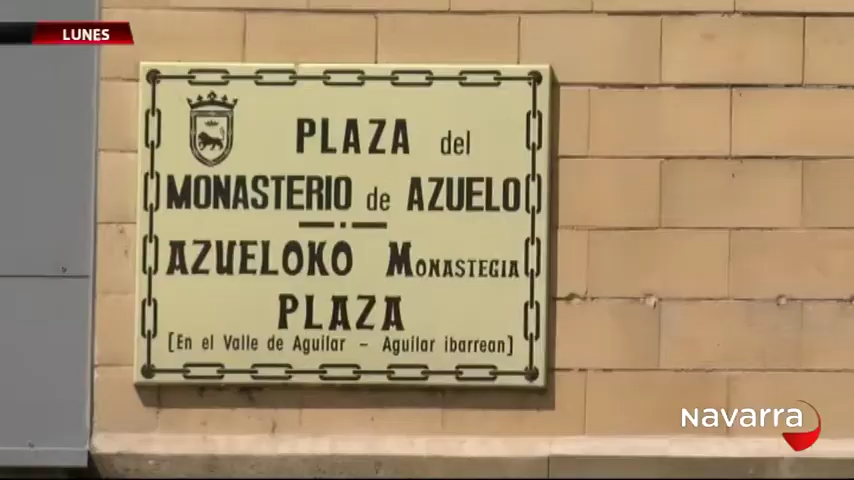 LUNES
PLAZA del
MONASTERIO de AZUELO
AZUELOKO MONASTEGIA
PLAZA
[En el Valle de Aguilar - Aguilar ibarrean]
Navarra